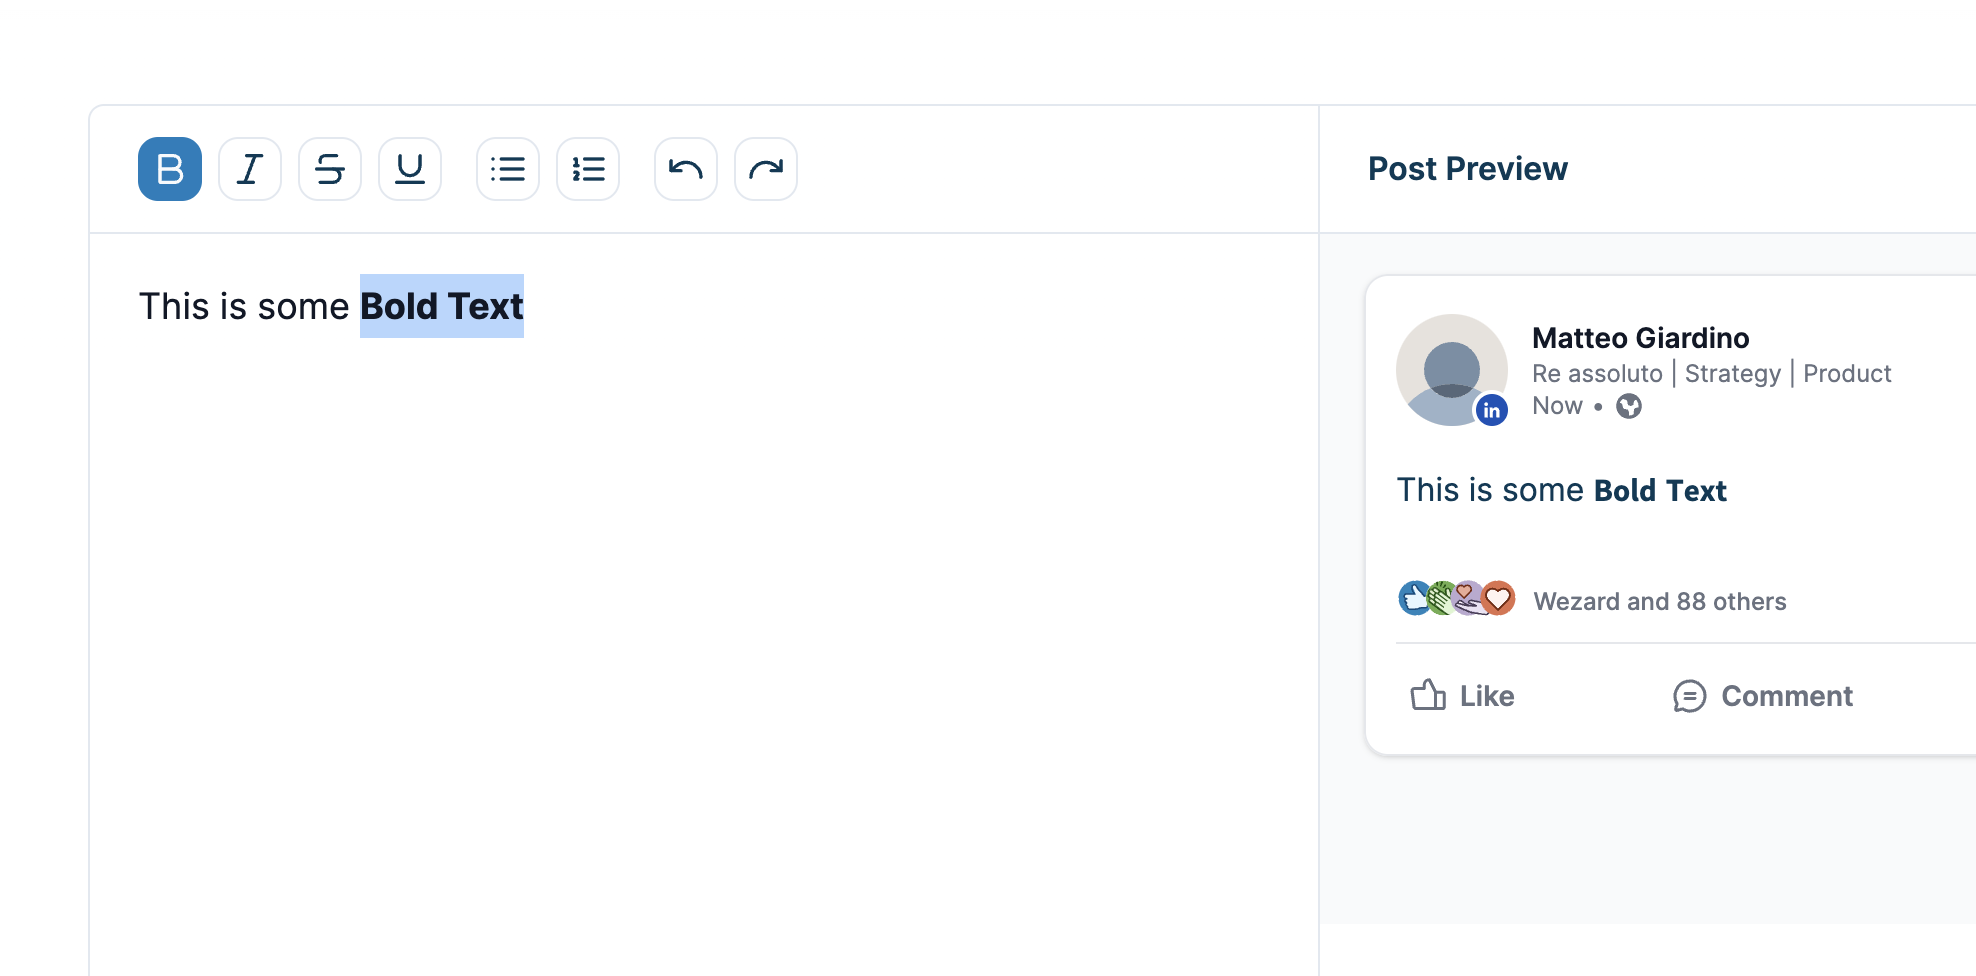 B I S U
Post Preview
This is some Bold Text
Matteo Giardino
Re assoluto | Strategy | Product
Now •
in
This is some Bold Text
Wezard and 88 others
Like Comment